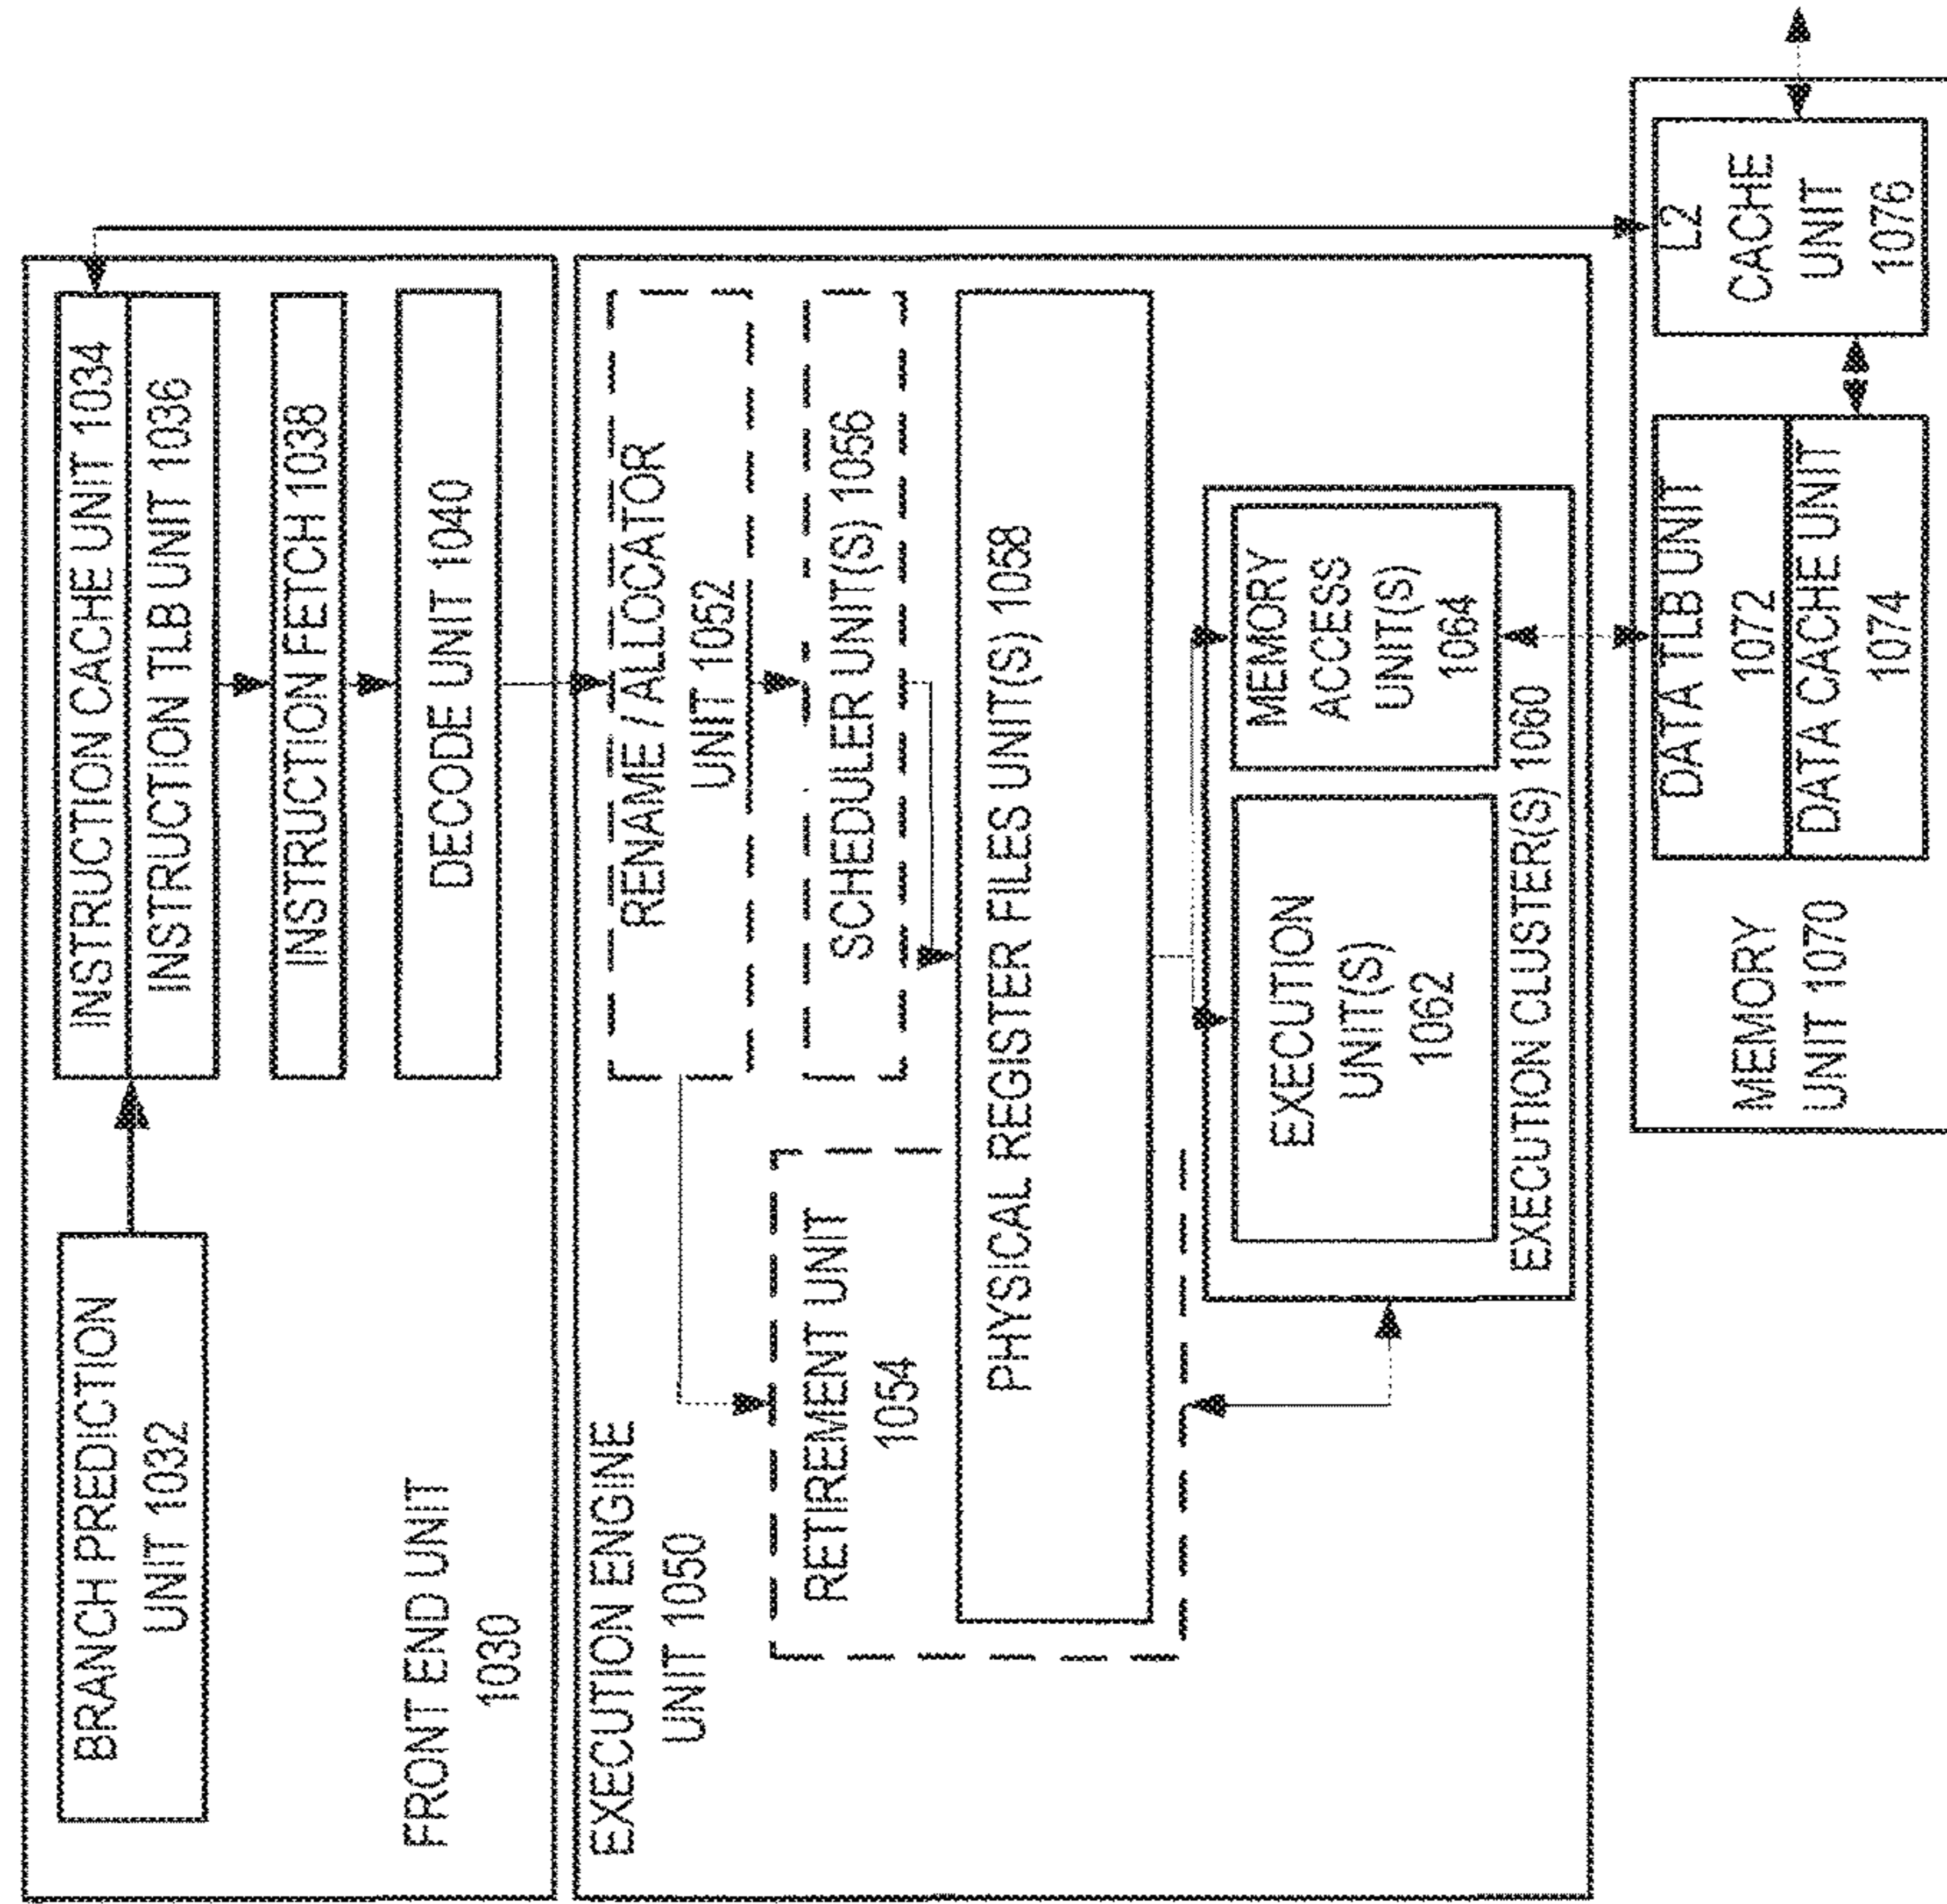 BRANCH PREDICTION
UNIT 1032
INSTRUCTION CACHE UNIT 1034
INSTRUCTION TLB UNIT 1036
INSTRUCTION FETCH 1038
DECODE UNIT 1040
FRONT END UNIT
1030
EXECUTION ENGINE
UNIT 1050
RENAME / ALLOCATOR
UNIT 1052
RETIREMENT UNIT
1054
SCHEDULER UNIT(S) 1056
PHYSICAL REGISTER FILES UNIT(S) 1058
EXECUTION
UNIT(S)
1062
MEMORY
ACCESS
UNIT(S)
1064
EXECUTION CLUSTER(S) 1060
MEMORY
UNIT 1070
DATA TLB UNIT
1072
DATA CACHE UNIT
1074
L2
CACHE
UNIT
1076